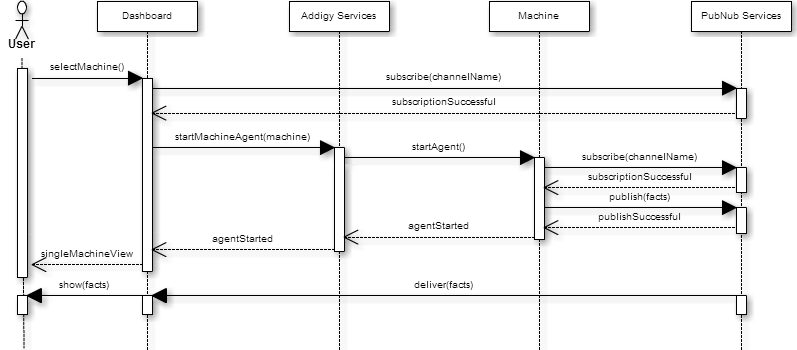 Dashboard
Addigy Services
Machine
PubNub Services
User
selectMachine()
subscribe(channelName)
subscriptionSuccessful
startMachineAgent(machine)
startAgent()
subscribe(channelName)
subscriptionSuccessful
publish(facts)
publishSuccessful
agentStarted
agentStarted
singleMachineView
show(facts)
deliver(facts)